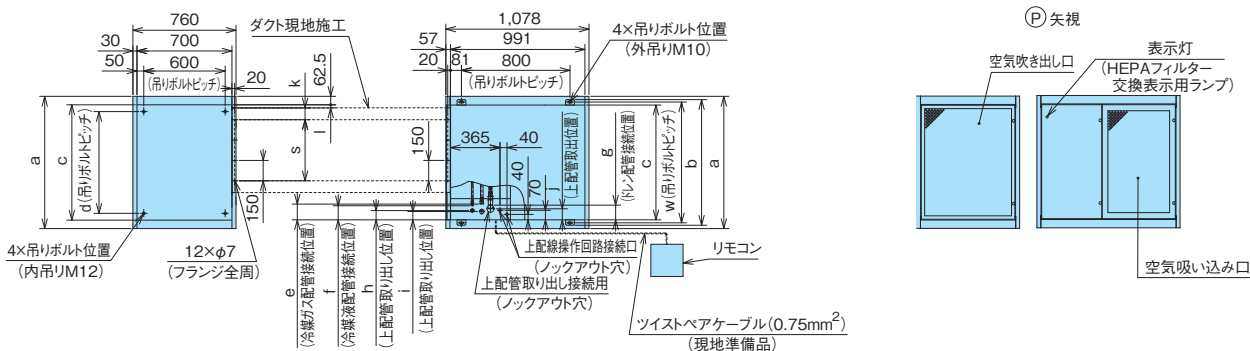 760
30
700
50
600
(吊りボルトピッチ)
20
62.5
k
l
s
150
150
a
c
d(吊りボルトピッチ)
4×吊りボルト位置
(内吊りM12)
12×φ7
(フランジ全周)
ダクト現地施工
1,078
57
991
20
81
800
(吊りボルトピッチ)
4×吊りボルト位置
(外吊りM10)
365
40
40
70
j
(上配管取出位置)
g
(ドレン配管接続位置)
c
w(吊りボルトピッチ)
b
a
150
e
(冷媒ガス配管接続位置)
f
(冷媒液配管接続位置)
h
(上配管取り出し位置)
i
(上配管取り出し位置)
上配線操作回路接続口
(ノックアウト穴)
上配管取り出し接続用
(ノックアウト穴)
リモコン
ツイストペアケーブル(0.75mm²)
(現地準備品)
Ⓟ矢視
空気吹き出し口
表示灯
(HEPAフィルター
交換表示用ランプ)
空気吸い込み口